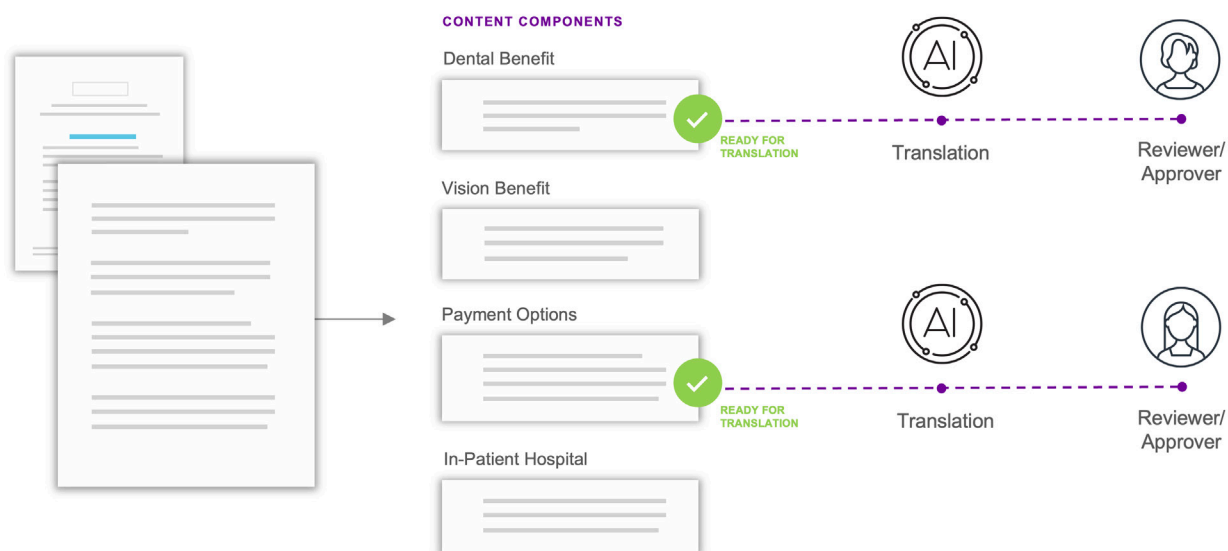 CONTENT COMPONENTS
Dental Benefit
AI
READY FOR
TRANSLATION
Translation
Reviewer/
Approver
Vision Benefit
Payment Options
AI
READY FOR
TRANSLATION
Translation
Reviewer/
Approver
In-Patient Hospital